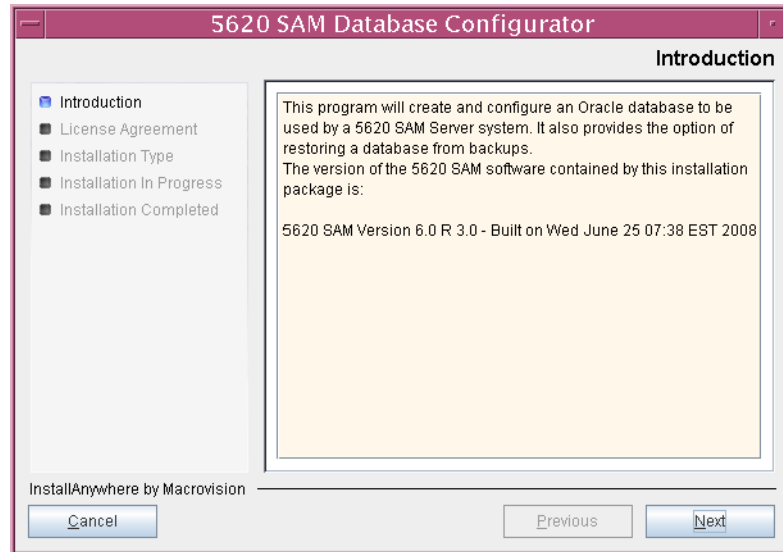 5620 SAM Database Configurator
Introduction
Introduction
License Agreement
Installation Type
Installation In Progress
Installation Completed
This program will create and configure an Oracle database to be
used by a 5620 SAM Server system. It also provides the option of
restoring a database from backups.
The version of the 5620 SAM software contained by this installation
package is:
5620 SAM Version 6.0 R 3.0 - Built on Wed June 25 07:38 EST 2008
InstallAnywhere by Macrovision
Cancel
Previous
Next